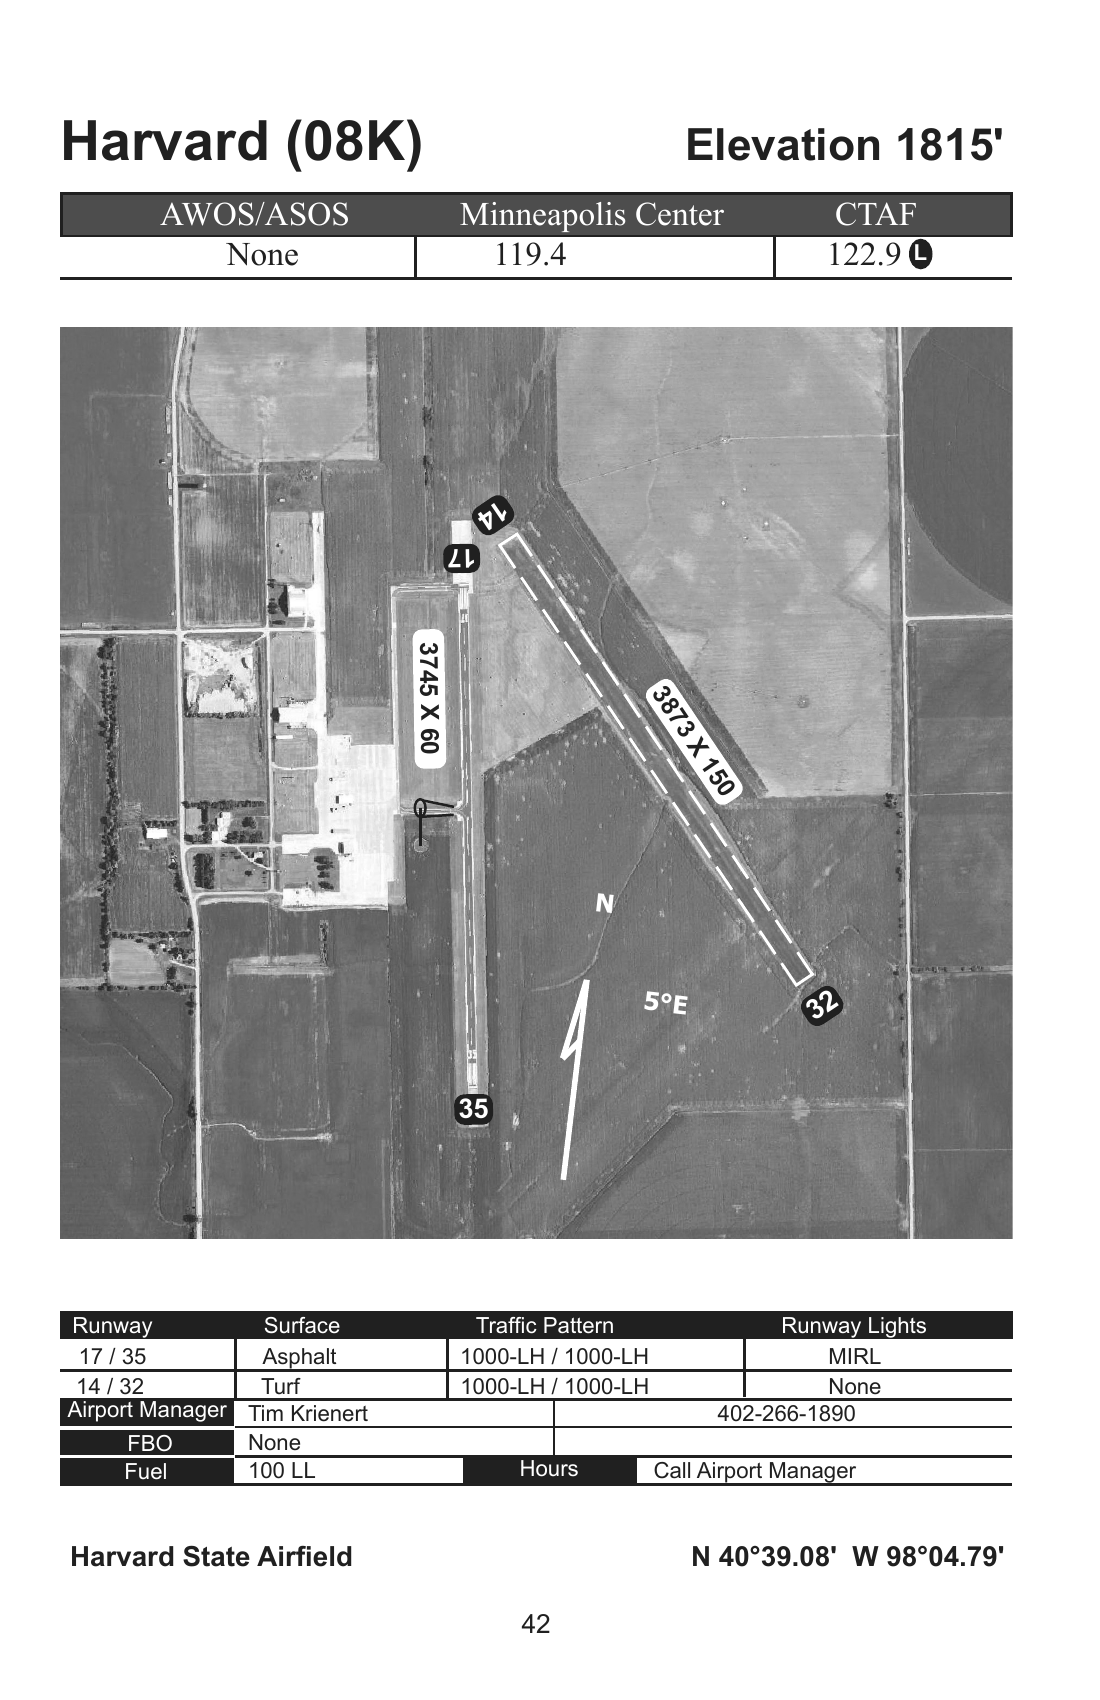 Harvard (08K) Elevation 1815'
AWOS/ASOS Minneapolis Center CTAF
None 119.4 122.9 L
14
17
3745 X 60
3873 X 150
N
5°E
32
35
35
Runway Surface Traffic Pattern Runway Lights
17 / 35 Asphalt 1000-LH / 1000-LH MIRL
14 / 32 Turf 1000-LH / 1000-LH None
Airport Manager Tim Krienert 402-266-1890
FBO None
Fuel 100 LL Hours Call Airport Manager
Harvard State Airfield N 40°39.08' W 98°04.79'
42